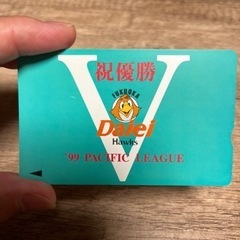 祝優勝
V
FUKUOKA
Daiei
Hawks
'99 PACIFIC LEAGUE